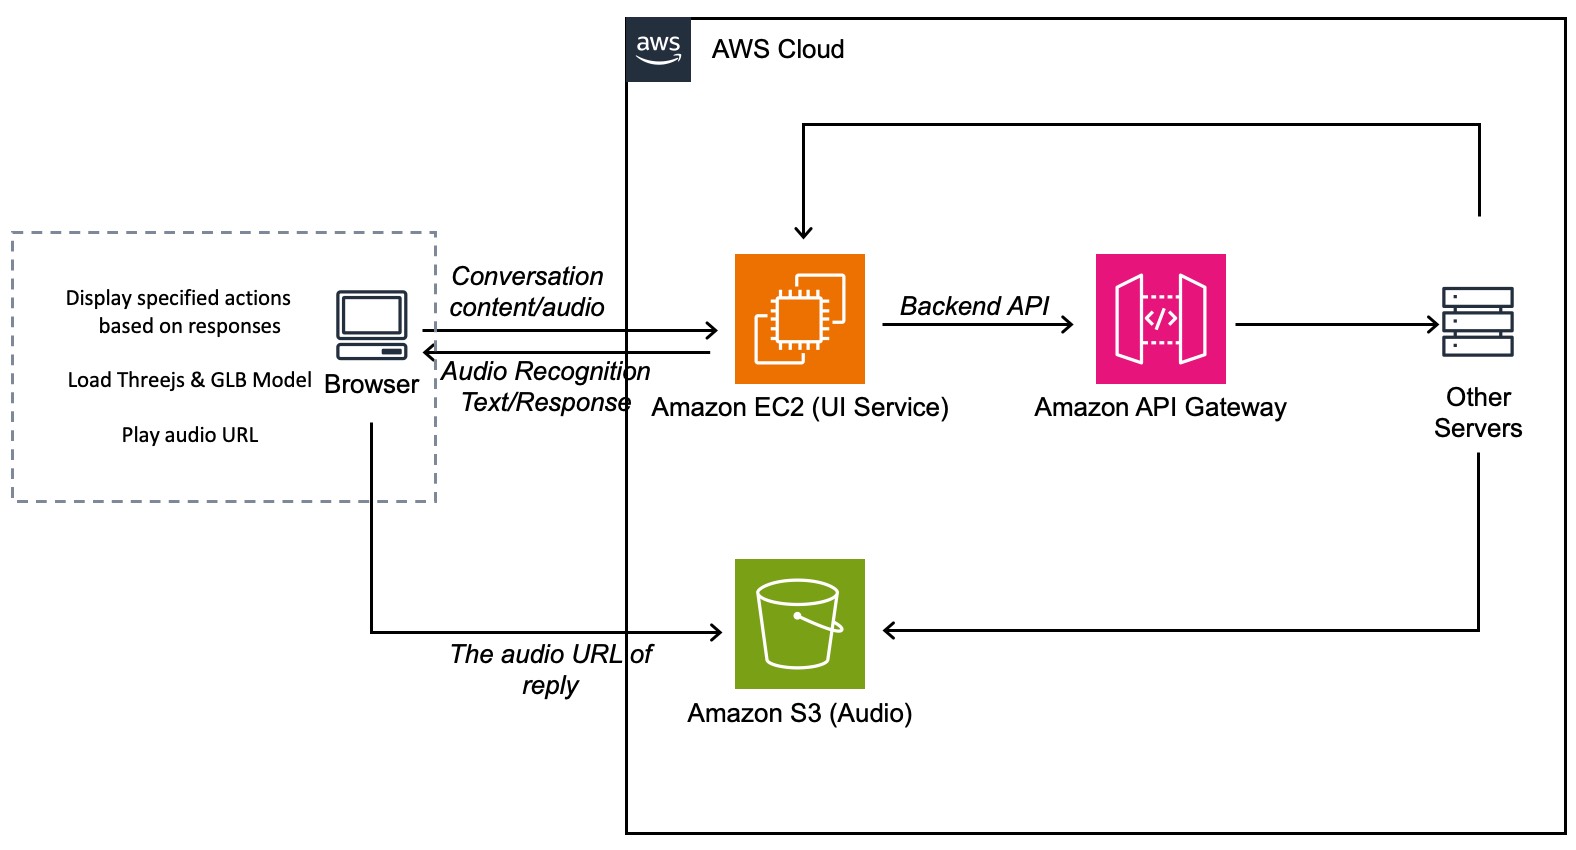 aws
AWS Cloud
Display specified actions
based on responses
Load Threejs & GLB Model
Play audio URL
Browser
Conversation
content/audio
Audio Recognition
Text/Response
Amazon EC2 (UI Service)
Backend API
</>
Amazon API Gateway
Other
Servers
The audio URL of
reply
Amazon S3 (Audio)